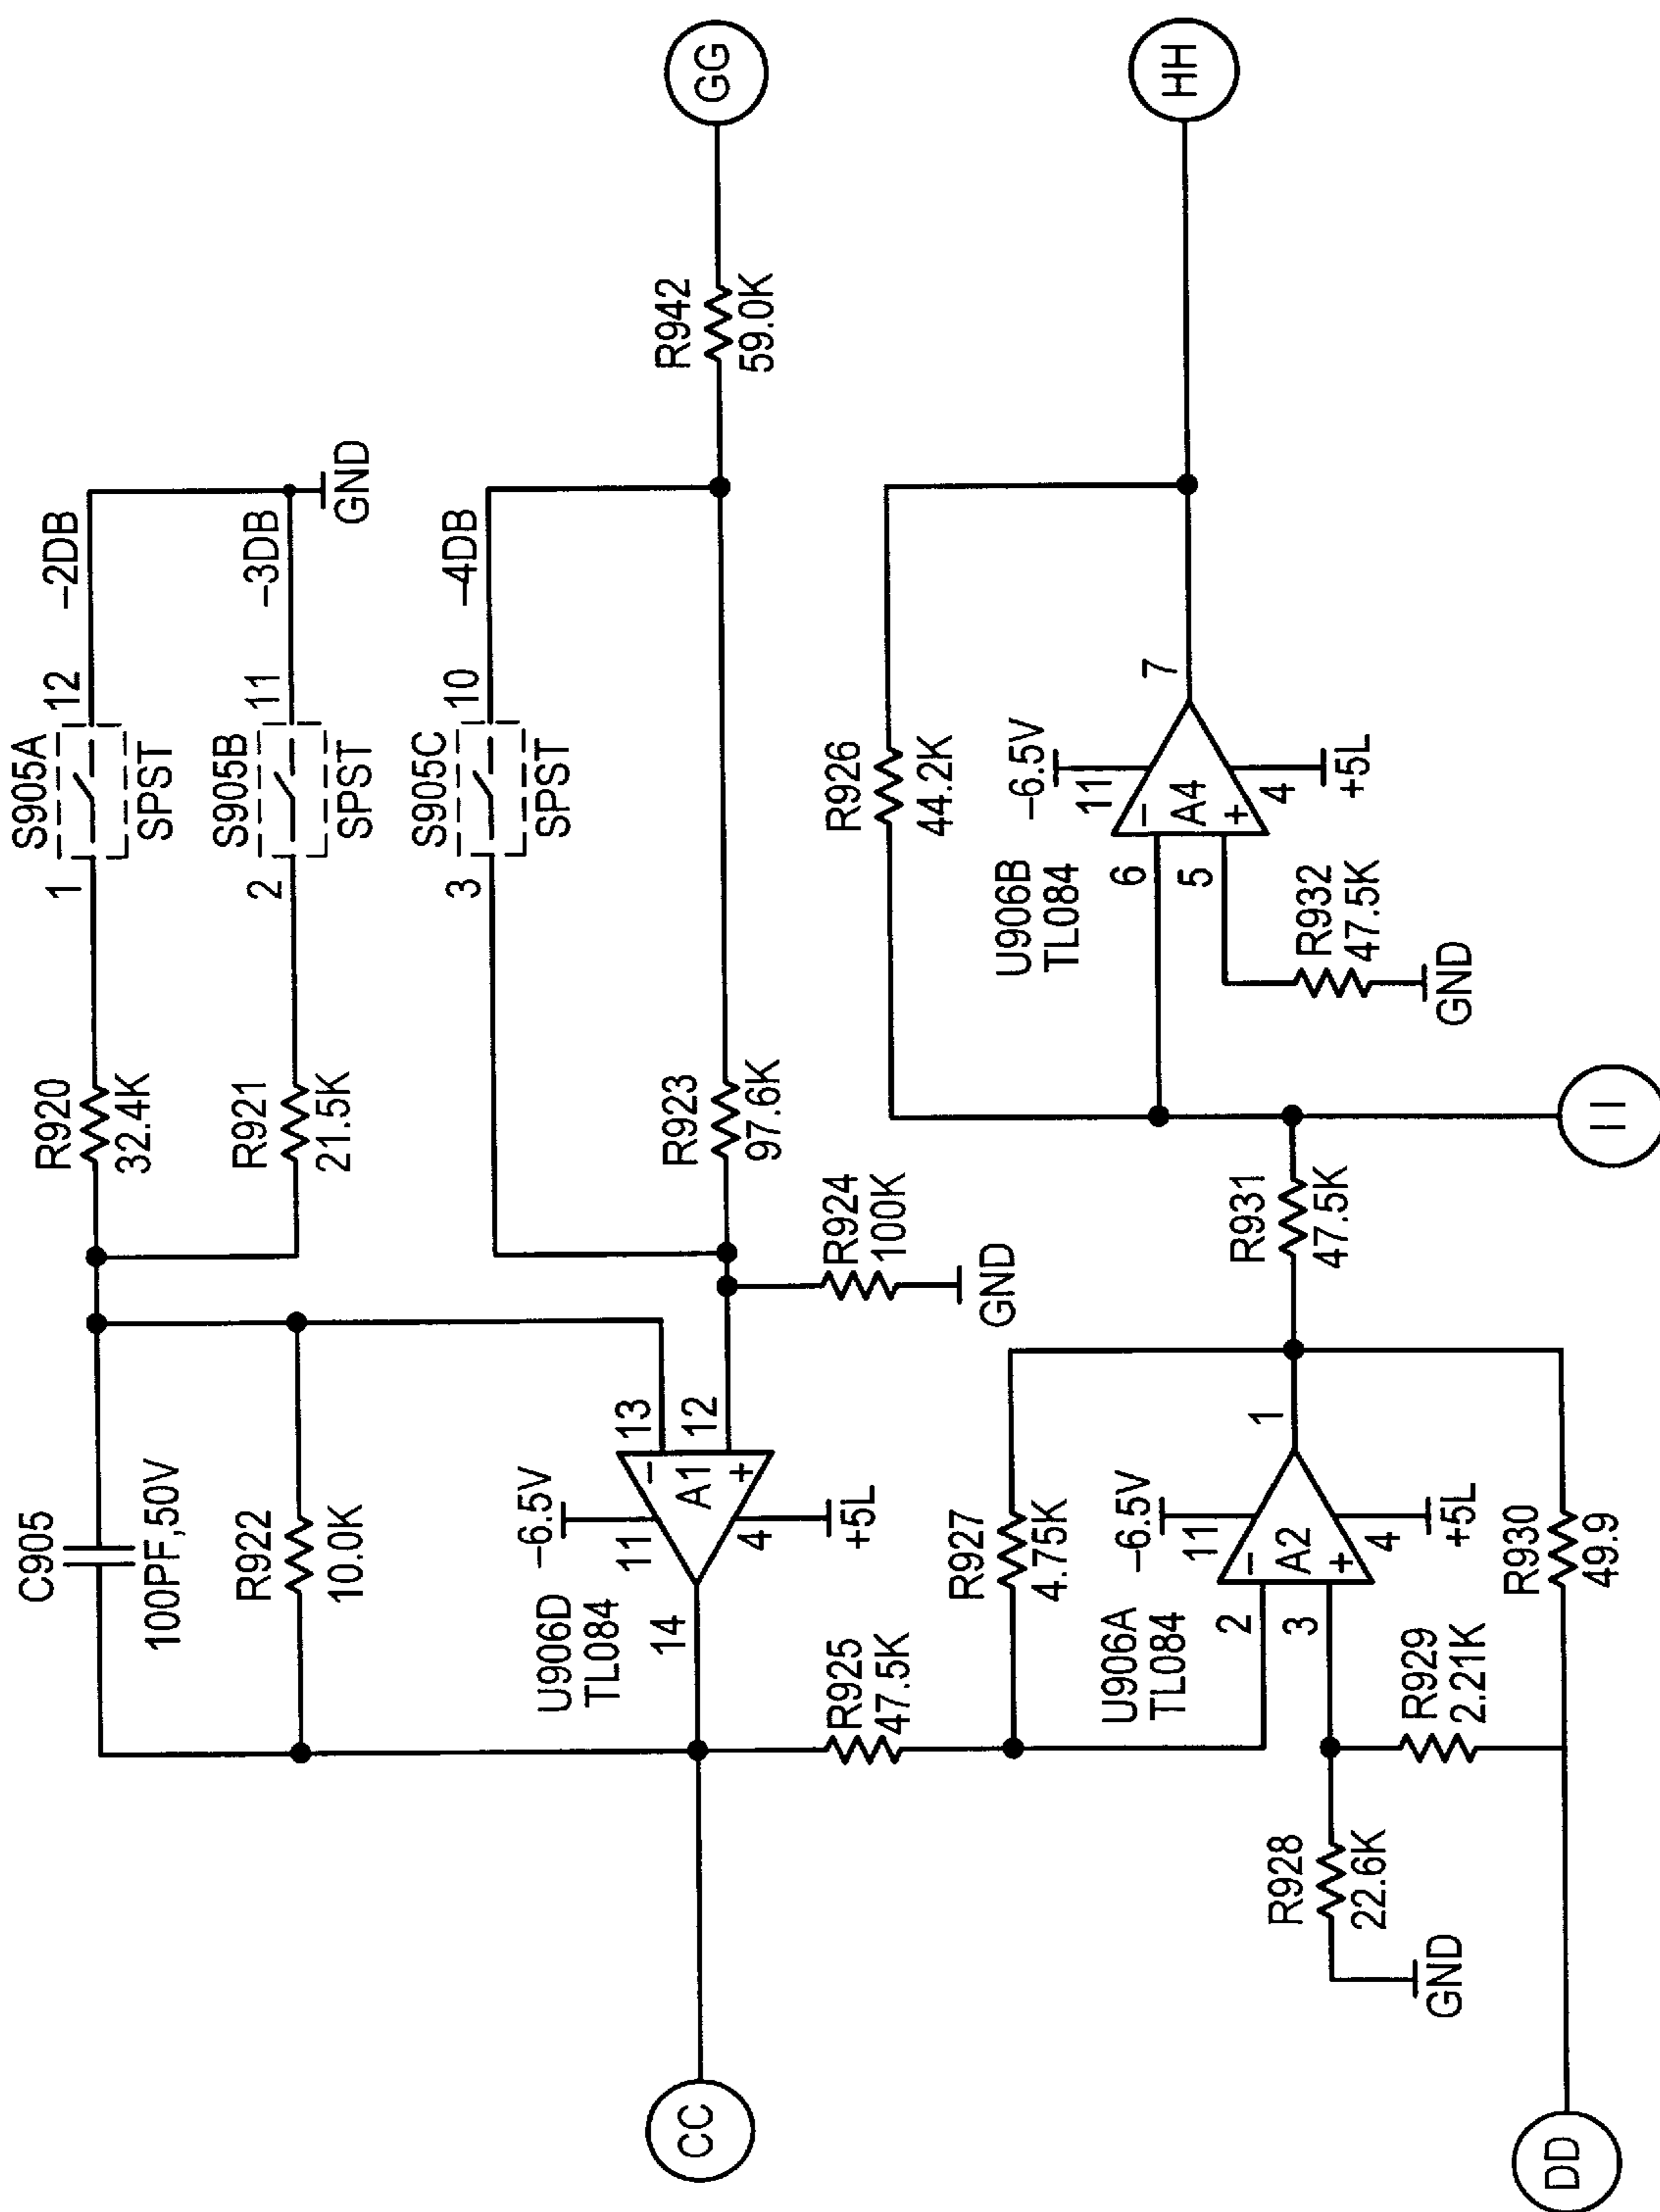 GG
HH
S905A
1
12
-2DB
SPST
R920
32.4K
S905B
2
11
-3DB
SPST
GND
R921
21.5K
S905C
3
10
-4DB
SPST
R942
59.0K
R923
97.6K
R924
100K
GND
C905
100PF,50V
R922
10.0K
-6.5V
11
13
12
14
A1
−
+
4
+5L
U906D
TL084
CC
R925
47.5K
R926
44.2K
-6.5V
11
U906B
TL084
6
5
7
A4
−
+
4
+5L
R932
47.5K
GND
II
R931
47.5K
R927
4.75K
-6.5V
11
U906A
TL084
2
3
1
A2
−
+
4
+5L
R930
49.9
R929
2.21K
R928
22.6K
GND
DD